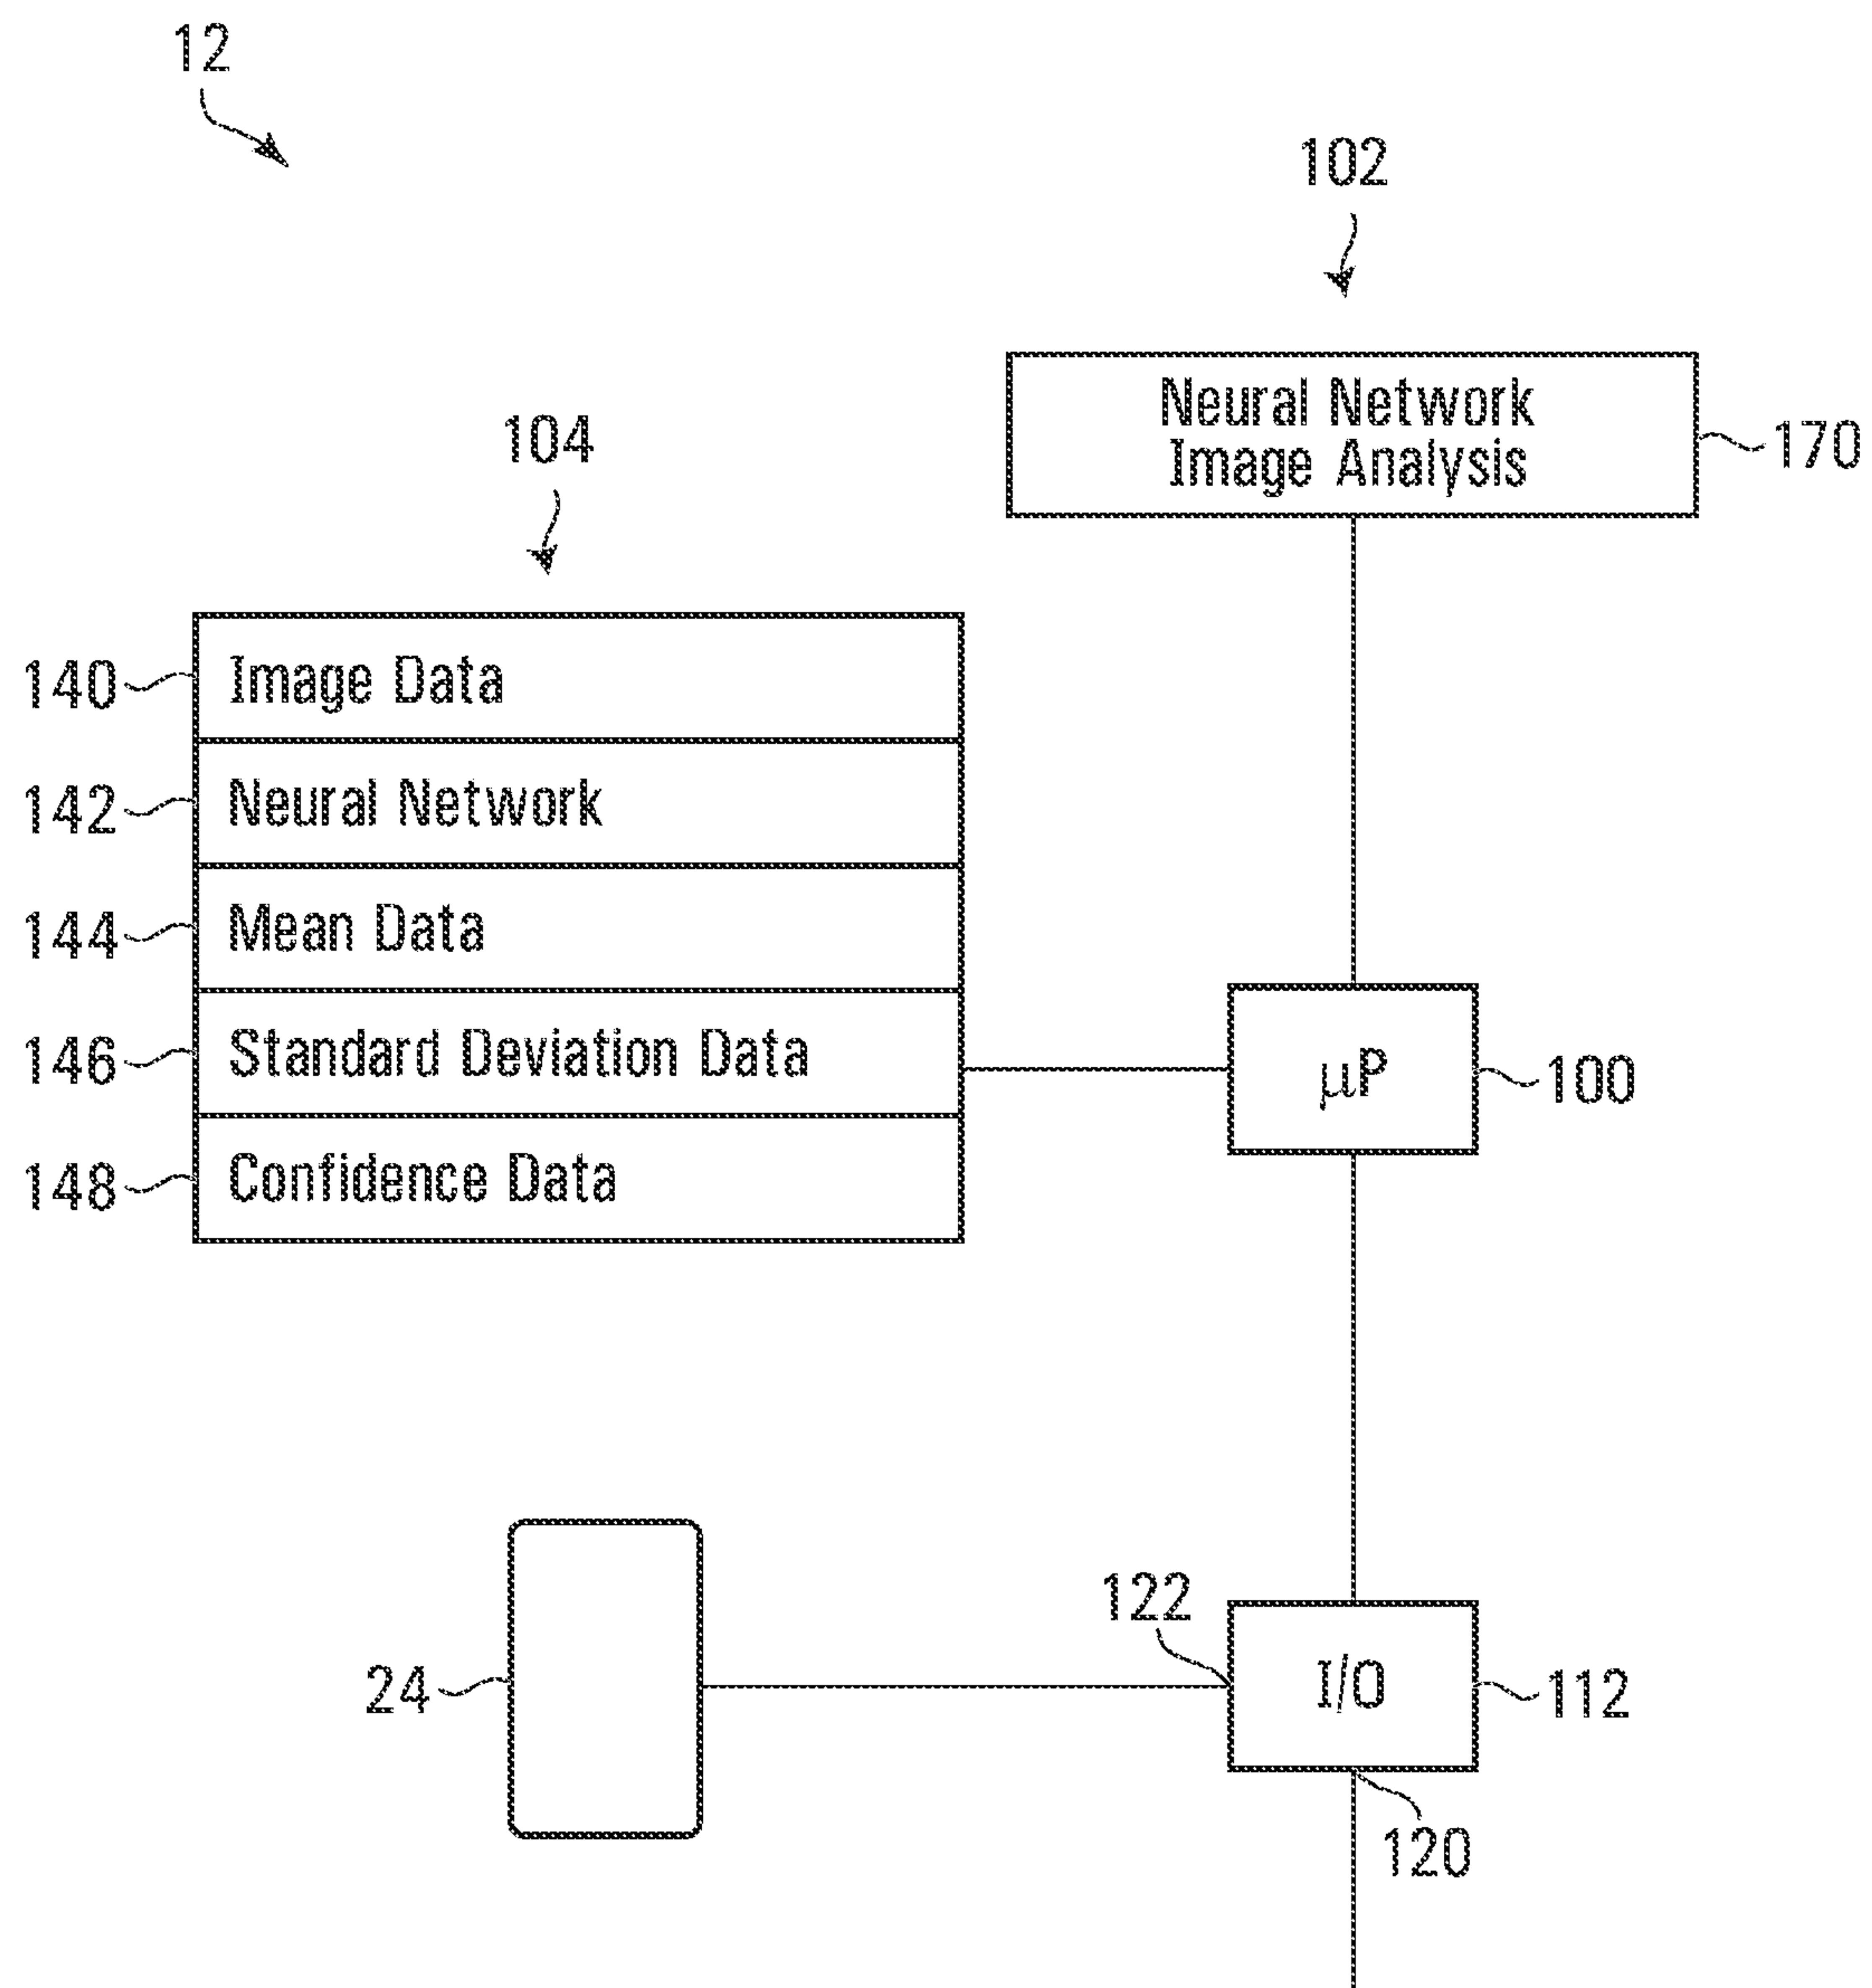 12
102
Neural Network
Image Analysis
170
104
140 Image Data
142 Neural Network
144 Mean Data
146 Standard Deviation Data
148 Confidence Data
µP
100
122
24
I/O
112
120